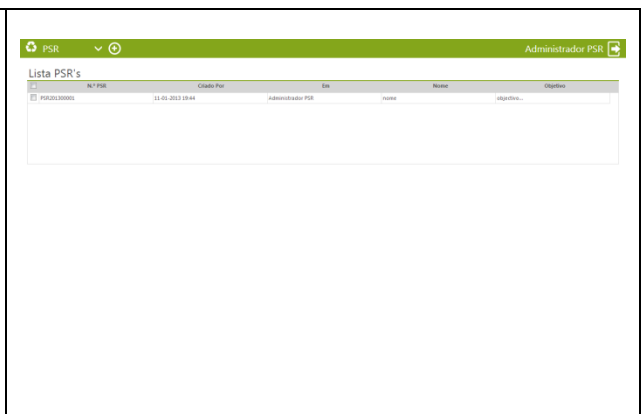 PSR Administrador PSR
Lista PSR's
N.º PSR Criado Por Em Nome Objetivo
PSR201300001 11-01-2013 19:44 Administrador PSR nome objetivo...